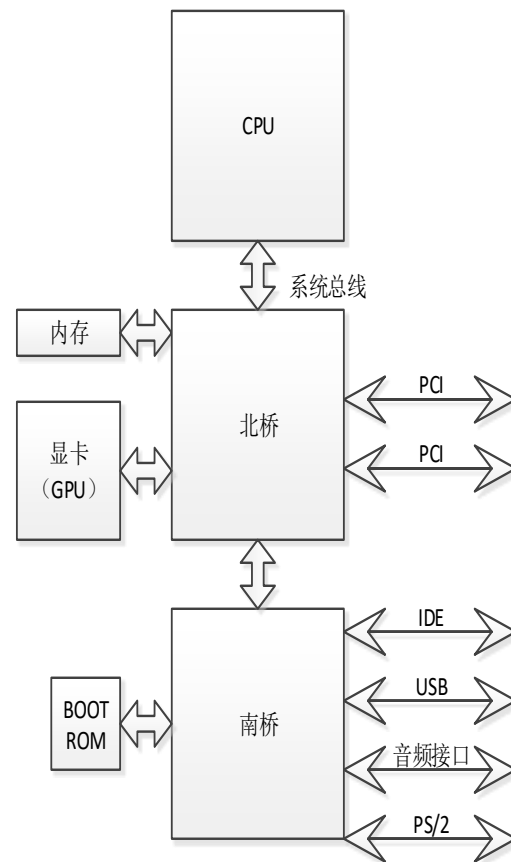 CPU
系统总线
内存
北桥
PCI
PCI
显卡
（GPU）
IDE
USB
BOOT
ROM
南桥
音频接口
PS/2